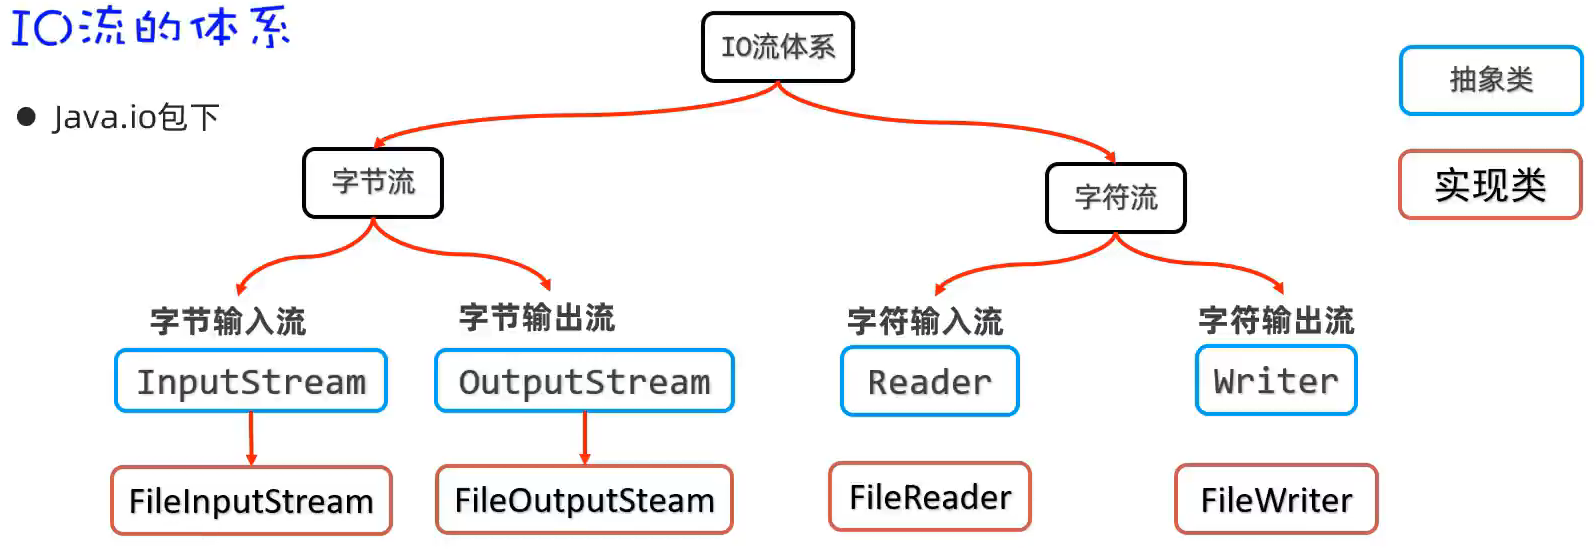 IO流的体系
Java.io包下
IO流体系
抽象类
实现类
字节流
字符流
字节输入流
字节输出流
字符输入流
字符输出流
InputStream
OutputStream
Reader
Writer
FileInputStream
FileOutputSteam
FileReader
FileWriter